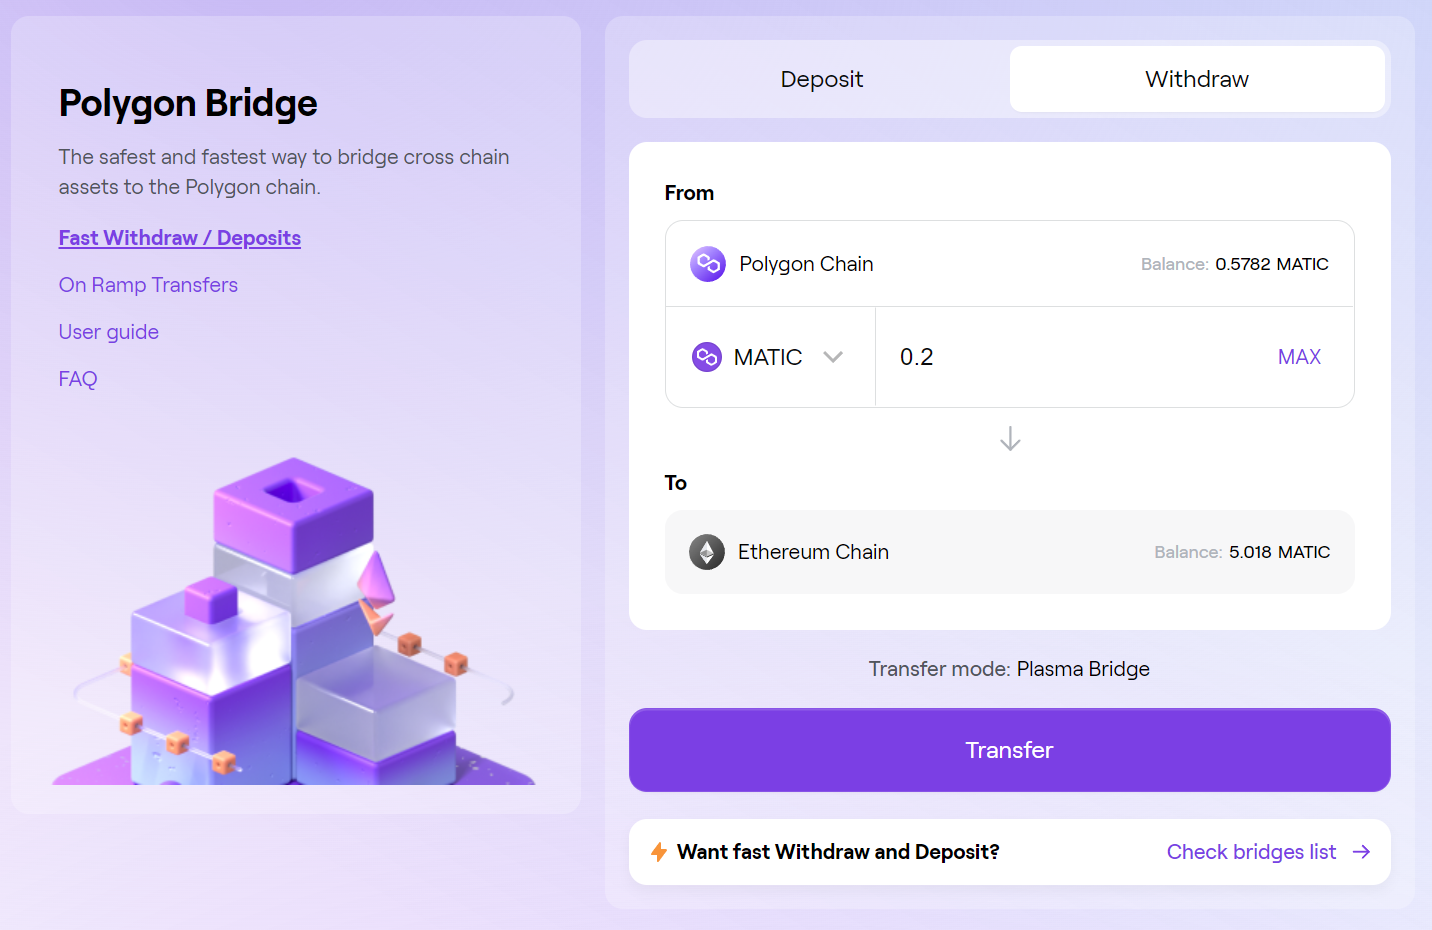 Polygon Bridge
The safest and fastest way to bridge cross chain
assets to the Polygon chain.
Fast Withdraw / Deposits
On Ramp Transfers
User guide
FAQ
Deposit
Withdraw
From
Polygon Chain
Balance: 0.5782 MATIC
MATIC
0.2
MAX
To
Ethereum Chain
Balance: 5.018 MATIC
Transfer mode: Plasma Bridge
Transfer
Want fast Withdraw and Deposit?
Check bridges list